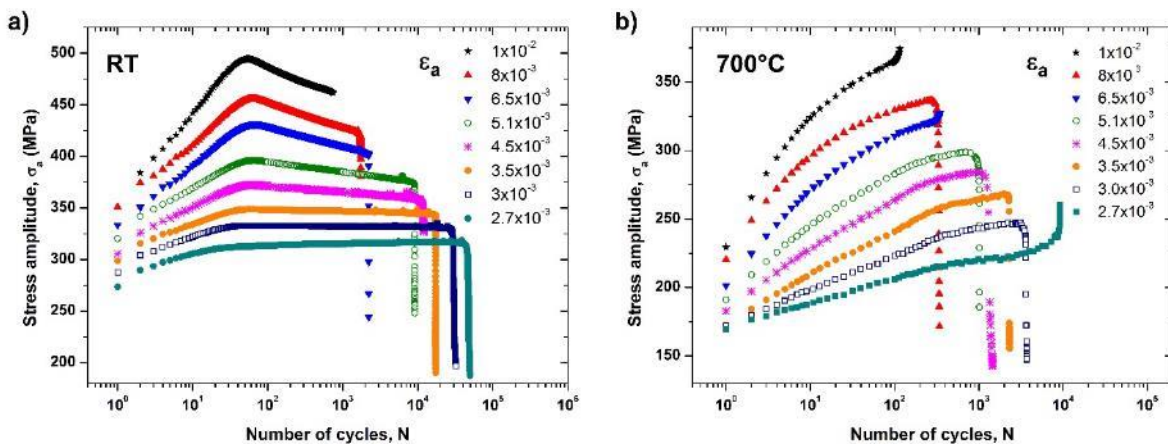 a)
RT
εa
1x10-2
8x10-3
6.5x10-3
5.1x10-3
4.5x10-3
3.5x10-3
3x10-3
2.7x10-3
Stress amplitude, σa (MPa)
500
450
400
350
300
250
200
10⁰ 10¹ 10² 10³ 10⁴ 10⁵ 10⁶
Number of cycles, N
b)
700°C
εa
1x10-2
8x10-3
6.5x10-3
5.1x10-3
4.5x10-3
3.5x10-3
3.0x10-3
2.7x10-3
Stress amplitude, σa (MPa)
350
300
250
200
150
10⁰ 10¹ 10² 10³ 10⁴ 10⁵ 10⁶
Number of cycles, N